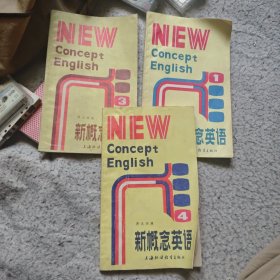 NEW
Concept
English
3
新概念
NEW
Concept
English
1
念英语
NEW
Concept
English
4
新概念英语